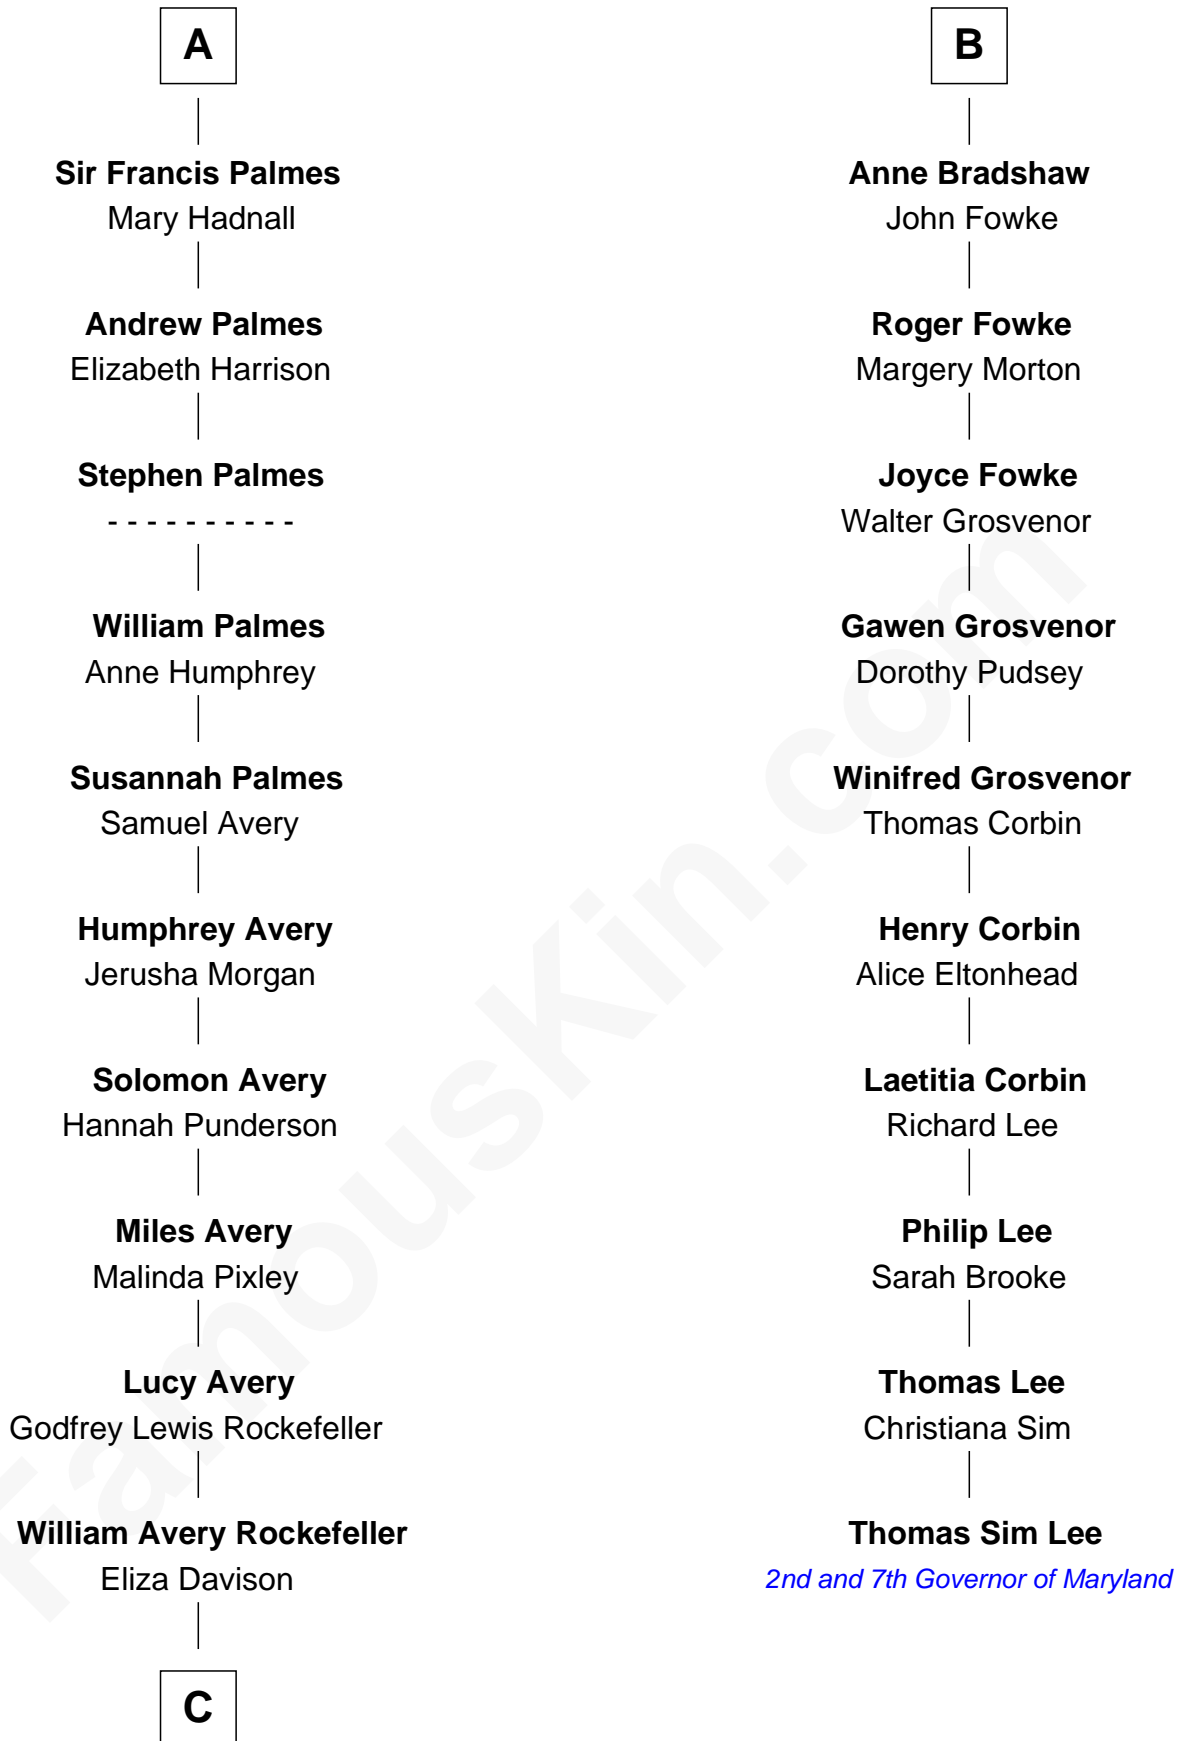 A
Sir Francis Palmes
Mary Hadnall
Andrew Palmes
Elizabeth Harrison
Stephen Palmes
- - - - - - - - - -
William Palmes
Anne Humphrey
Susannah Palmes
Samuel Avery
Humphrey Avery
Jerusha Morgan
Solomon Avery
Hannah Punderson
Miles Avery
Malinda Pixley
Lucy Avery
Godfrey Lewis Rockefeller
William Avery Rockefeller
Eliza Davison
C
B
Anne Bradshaw
John Fowke
Roger Fowke
Margery Morton
Joyce Fowke
Walter Grosvenor
Gawen Grosvenor
Dorothy Pudsey
Winifred Grosvenor
Thomas Corbin
Henry Corbin
Alice Eltonhead
Laetitia Corbin
Richard Lee
Philip Lee
Sarah Brooke
Thomas Lee
Christiana Sim
Thomas Sim Lee
2nd and 7th Governor of Maryland
FamousKin.com